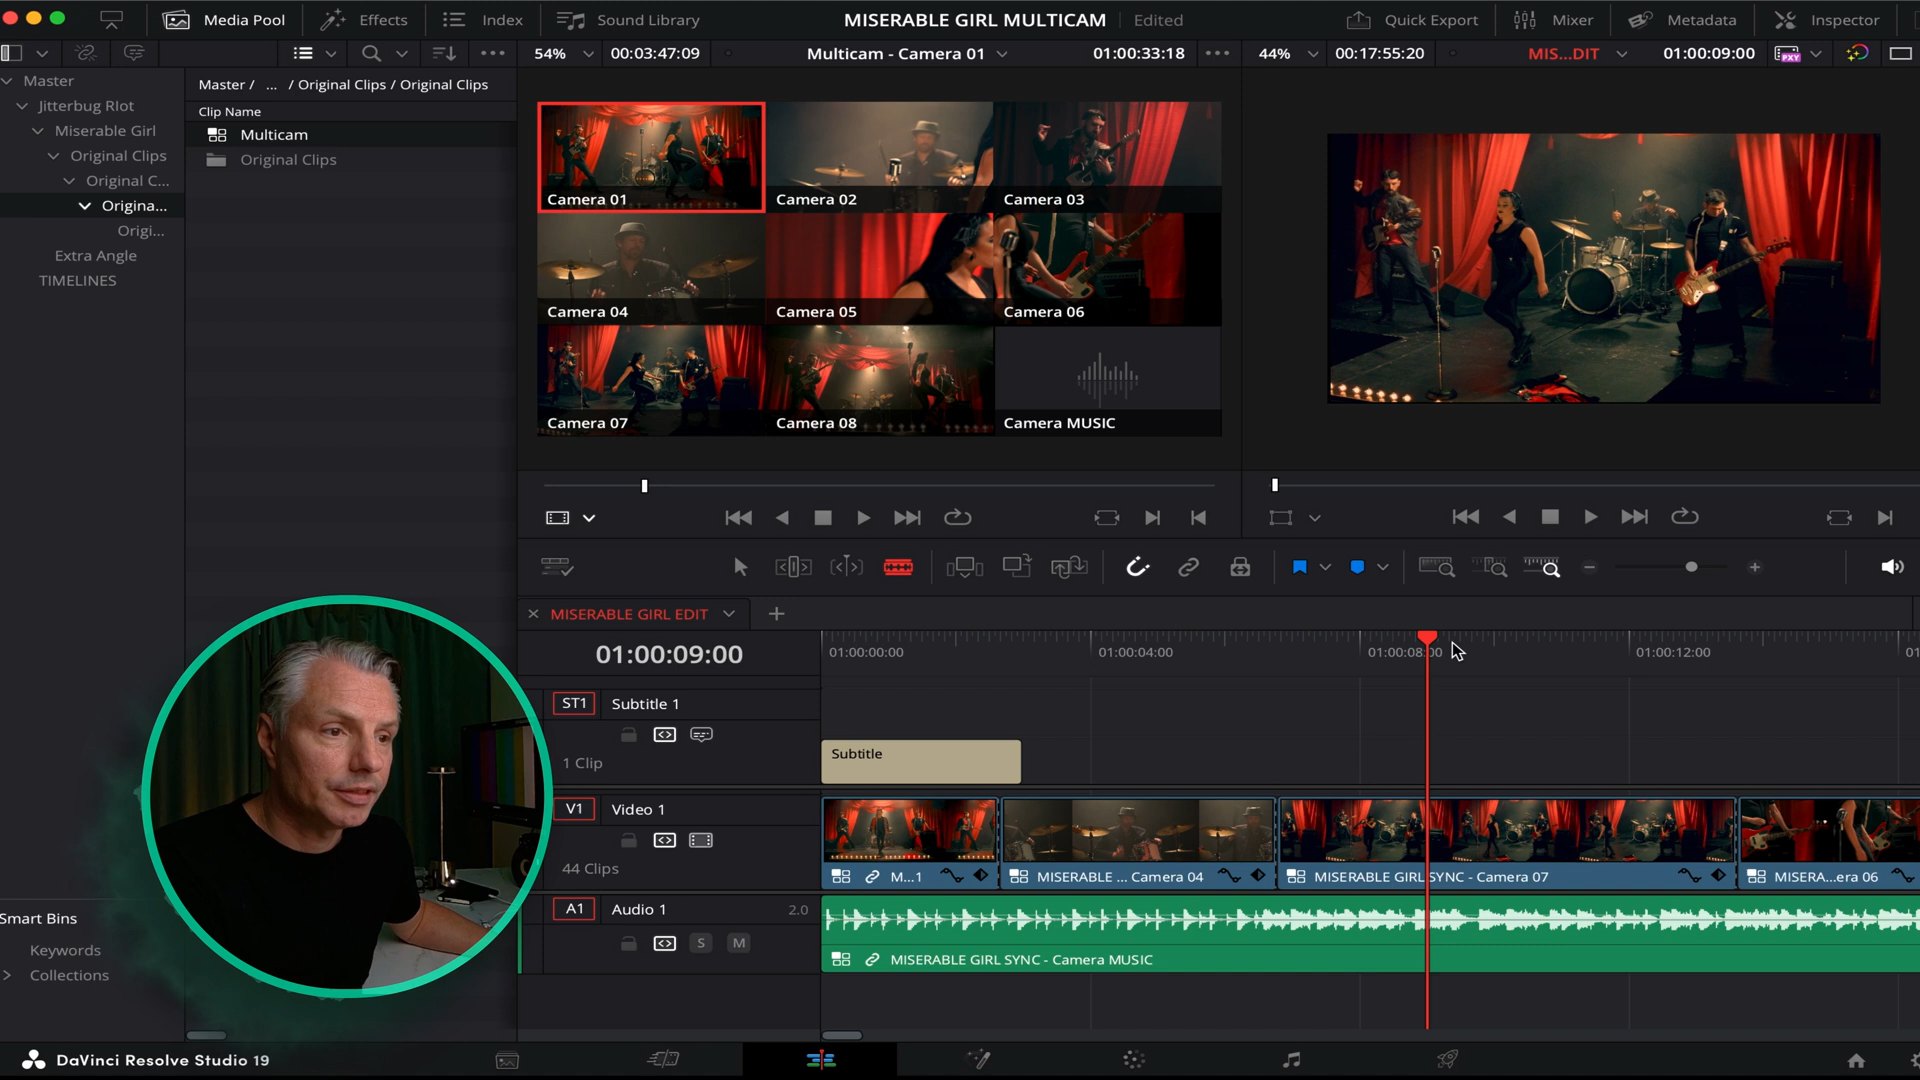 Media Pool
Effects
Index
Sound Library
MISERABLE GIRL MULTICAM
Edited
Quick Export
Mixer
Metadata
Inspector
54%
00:03:47:09
Multicam - Camera 01
01:00:33:18
44%
00:17:55:20
MIS...DIT
01:00:09:00
PXY
Master
Jitterbug RIot
Miserable Girl
Original Clips
Original C...
Origina...
Origi...
Extra Angle
TIMELINES
Master / ... / Original Clips / Original Clips
Clip Name
Multicam
Original Clips
Camera 01
Camera 02
Camera 03
Camera 04
Camera 05
Camera 06
Camera 07
Camera 08
Camera MUSIC
MISERABLE GIRL EDIT
01:00:09:00
01:00:00:00
01:00:04:00
01:00:08:00
01:00:12:00
01
ST1
Subtitle 1
1 Clip
Subtitle
V1
Video 1
44 Clips
M...1
MISERABLE ... Camera 04
MISERABLE GIRL SYNC - Camera 07
MISERA...era 06
A1
Audio 1
2.0
S
M
MISERABLE GIRL SYNC - Camera MUSIC
Smart Bins
Keywords
Collections
DaVinci Resolve Studio 19